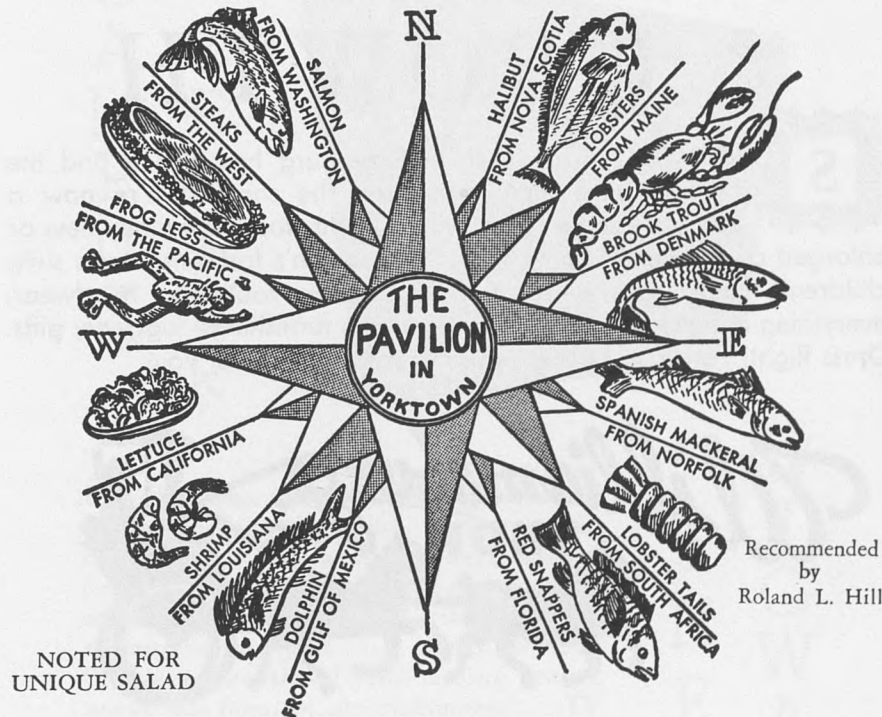 N
SALMON
FROM WASHINGTON
STEAKS
FROM THE WEST
FROG LEGS
FROM THE PACIFIC
W
LETTUCE
FROM CALIFORNIA
SHRIMP
FROM LOUISIANA
DOLPHIN
FROM GULF OF MEXICO
S
RED
SNAPPERS
FROM FLORIDA
LOBSTER TAILS
FROM SOUTH
AFRICA
SPANISH MACKERAL
FROM NORFOLK
E
BROOK TROUT
FROM DENMARK
LOBSTERS
FROM MAINE
HALIBUT
FROM NOVA SCOTIA
THE
PAVILION
IN
YORKTOWN
Recommended
by
Roland L. Hill
NOTED FOR
UNIQUE SALAD